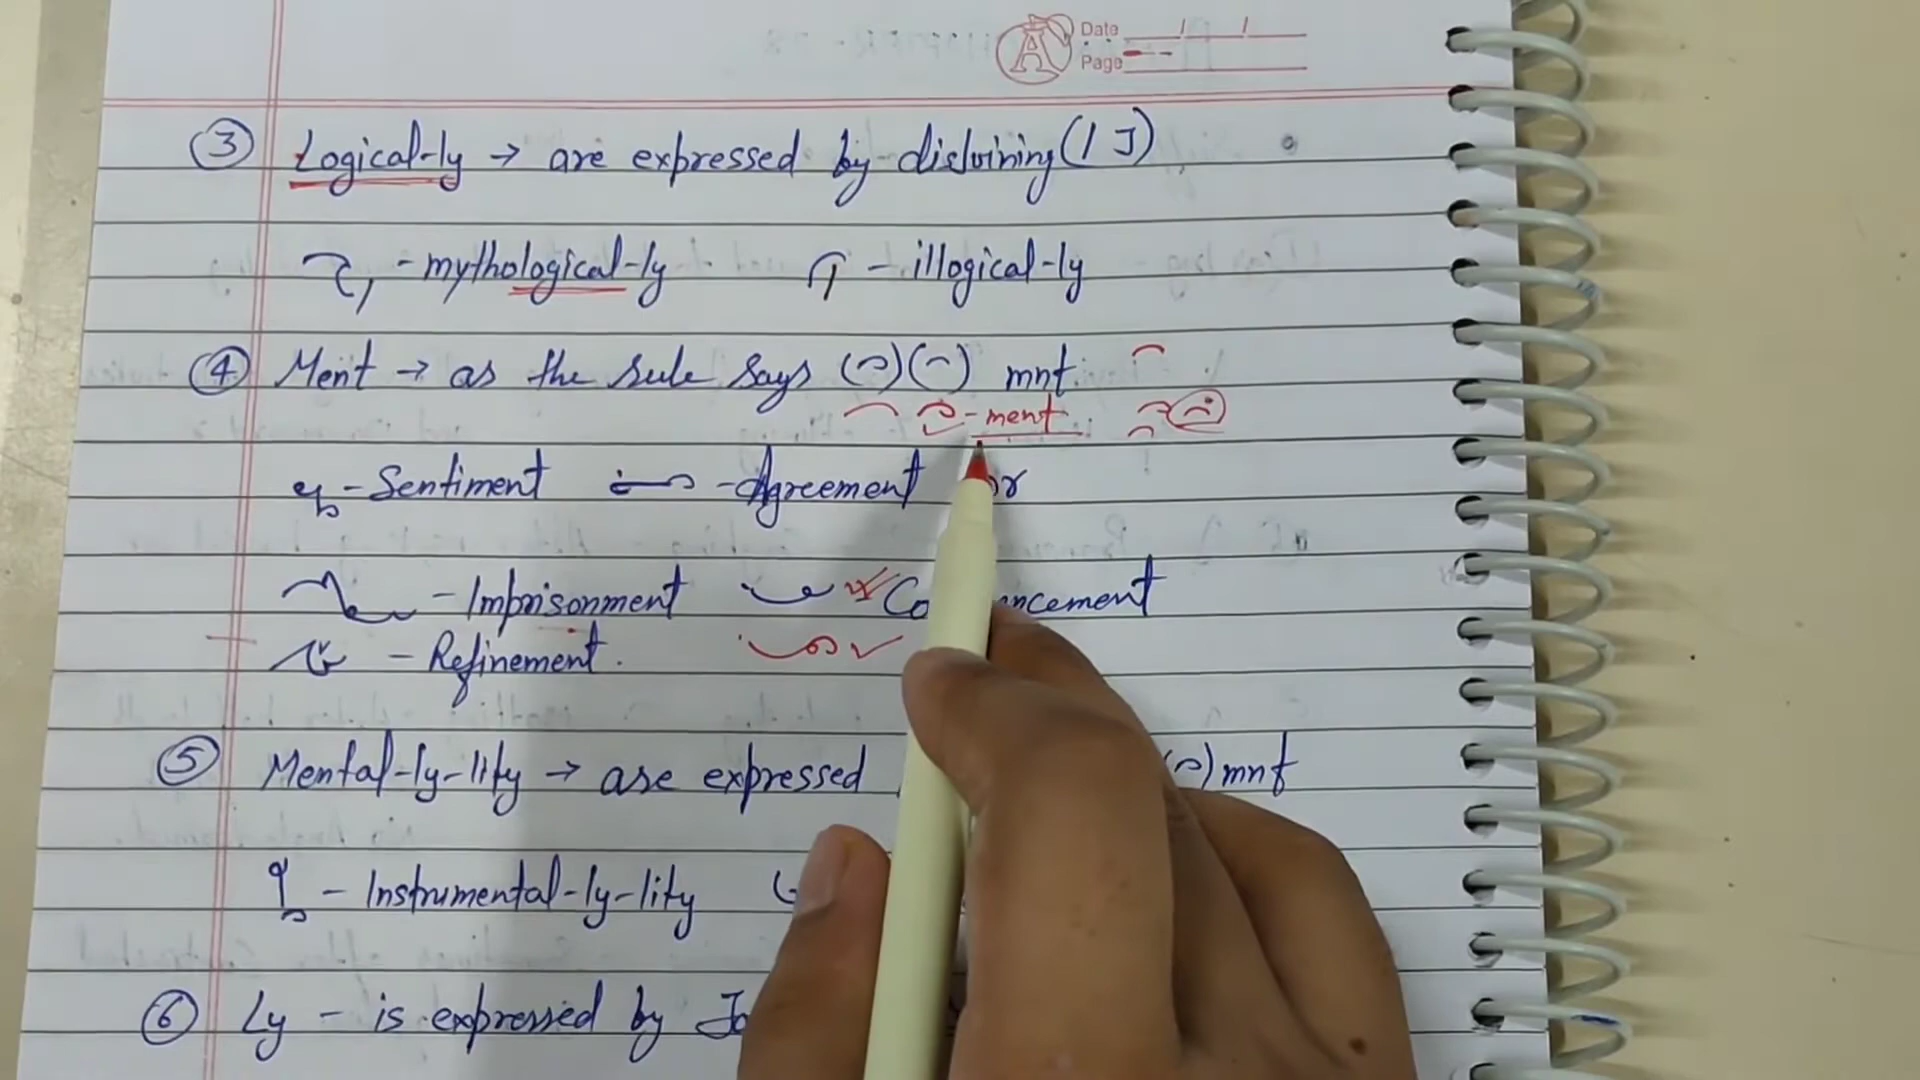 A
Date / /
Page
③ Logical-ly → are expressed by disjoining (/ J)
- mythological-ly - illogical-ly
④ Ment → as the rule says ( ) ( ) mnt
- ment
- Sentiment - Agreement or
- Imprisonment
- Refinement.
⑤ Mental-ly-lity → are expressed ( ) mnt
- Instrumental-ly-lity
⑥ Ly - is expressed by